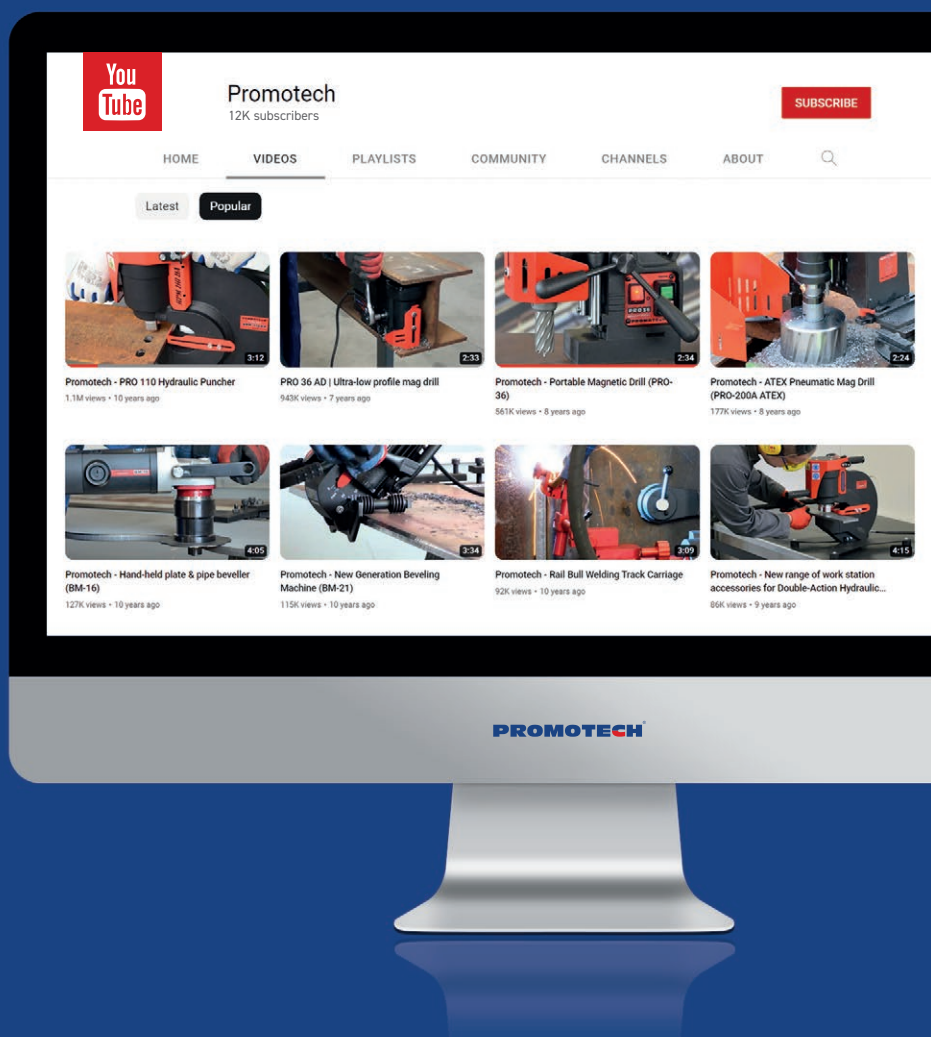 You
Tube
Promotech
12K subscribers
SUBSCRIBE
HOME VIDEOS PLAYLISTS COMMUNITY CHANNELS ABOUT
Latest Popular
3:12 2:33 2:34 2:24
Promotech - PRO 110 Hydraulic Puncher
1.1M views • 10 years ago
PRO 36 AD | Ultra-low profile mag drill
943K views • 7 years ago
Promotech - Portable Magnetic Drill (PRO-
36)
561K views • 8 years ago
Promotech - ATEX Pneumatic Mag Drill
(PRO-200A ATEX)
177K views • 8 years ago
4:05 3:34 3:09 4:15
Promotech - Hand-held plate & pipe beveller
(BM-16)
127K views • 10 years ago
Promotech - New Generation Beveling
Machine (BM-21)
115K views • 10 years ago
Promotech - Rail Bull Welding Track Carriage
92K views • 10 years ago
Promotech - New range of work station
accessories for Double-Action Hydraulic...
86K views • 9 years ago
PROMOTECH